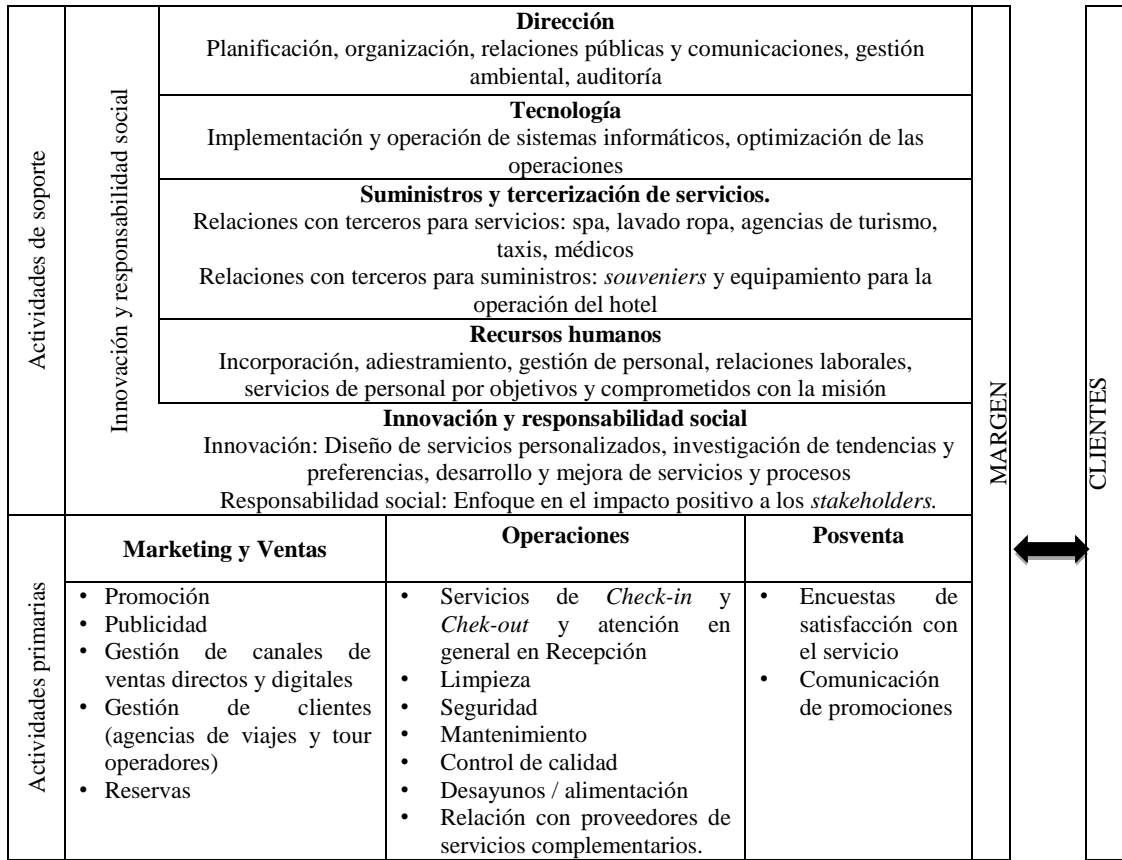 Actividades de soporte
Innovación y responsabilidad social
Dirección
Planificación, organización, relaciones públicas y comunicaciones, gestión
ambiental, auditoría
Tecnología
Implementación y operación de sistemas informáticos, optimización de las
operaciones
Suministros y tercerización de servicios.
Relaciones con terceros para servicios: spa, lavado ropa, agencias de turismo,
taxis, médicos
Relaciones con terceros para suministros: souveniers y equipamiento para la
operación del hotel
Recursos humanos
Incorporación, adiestramiento, gestión de personal, relaciones laborales,
servicios de personal por objetivos y comprometidos con la misión
Innovación y responsabilidad social
Innovación: Diseño de servicios personalizados, investigación de tendencias y
preferencias, desarrollo y mejora de servicios y procesos
Responsabilidad social: Enfoque en el impacto positivo a los stakeholders.
Actividades primarias
Marketing y Ventas
• Promoción
• Publicidad
• Gestión de canales de
ventas directos y digitales
• Gestión de clientes
(agencias de viajes y tour
operadores)
• Reservas
Operaciones
• Servicios de Check-in y
Chek-out y atención en
general en Recepción
• Limpieza
• Seguridad
• Mantenimiento
• Control de calidad
• Desayunos / alimentación
• Relación con proveedores de
servicios complementarios.
Posventa
• Encuestas de
satisfacción con
el servicio
• Comunicación
de promociones
MARGEN
CLIENTES